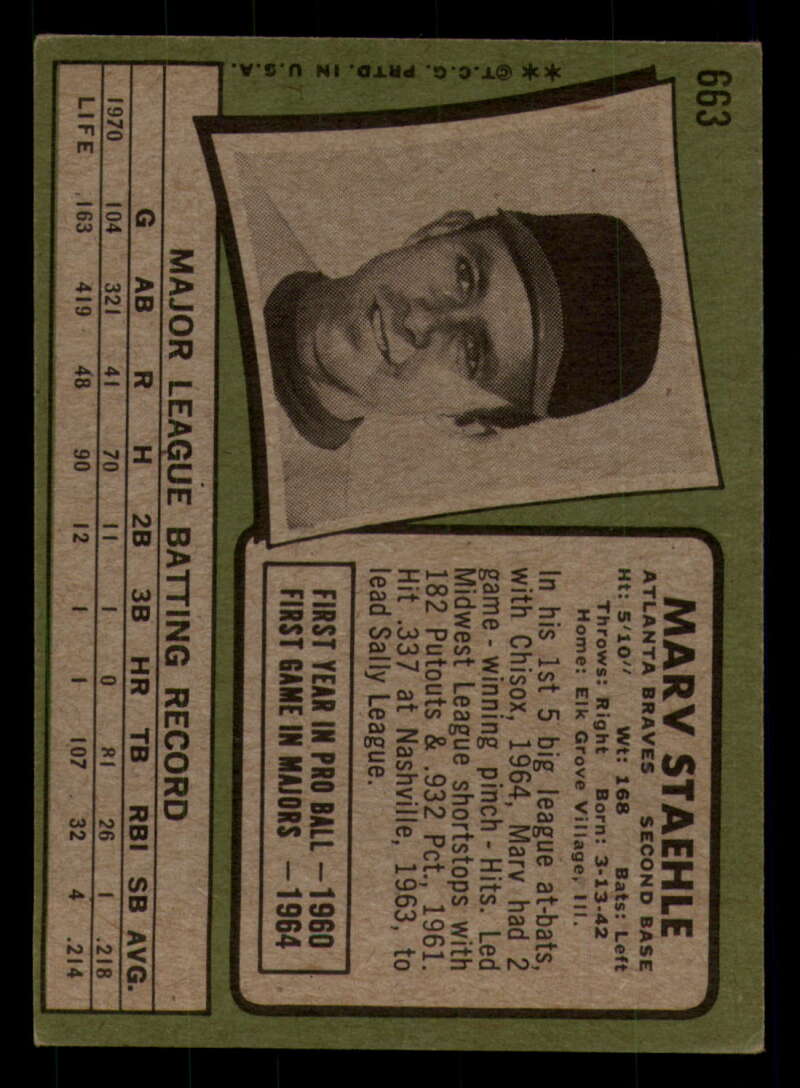 663
**©T.C.G. PRTD. IN U.S.A.
MARV STAEHLE
ATLANTA BRAVES SECOND BASE
Ht: 5'10" Wt: 168 Bats: Left
Throws: Right Born: 3-13-42
Home: Elk Grove Village, Ill.
In his 1st 5 big league at-bats,
with Chisox, 1964, Marv had 2
game-winning pinch-Hits. Led
Midwest League shortstops with
182 Putouts & .932 Pct., 1961.
Hit .337 at Nashville, 1963, to
lead Sally League.
FIRST YEAR IN PRO BALL — 1960
FIRST GAME IN MAJORS — 1964
MAJOR LEAGUE BATTING RECORD
G AB R H 2B 3B HR TB RBI SB AVG.
1970 104 321 41 70 11 1 0 81 26 1 .218
LIFE 163 419 48 90 12 1 1 107 32 4 .214